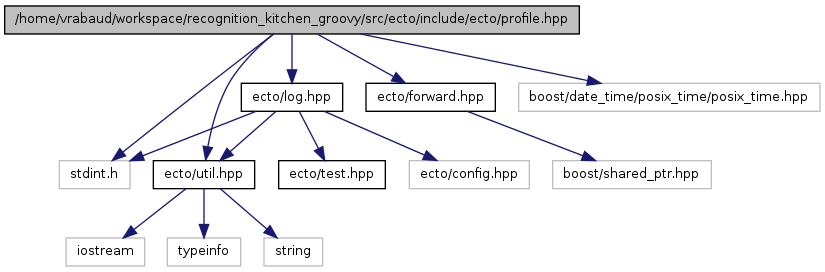 /home/vrabaud/workspace/recognition_kitchen_groovy/src/ecto/include/ecto/profile.hpp
ecto/log.hpp
ecto/forward.hpp
boost/date_time/posix_time/posix_time.hpp
stdint.h
ecto/util.hpp
ecto/test.hpp
ecto/config.hpp
boost/shared_ptr.hpp
iostream
typeinfo
string